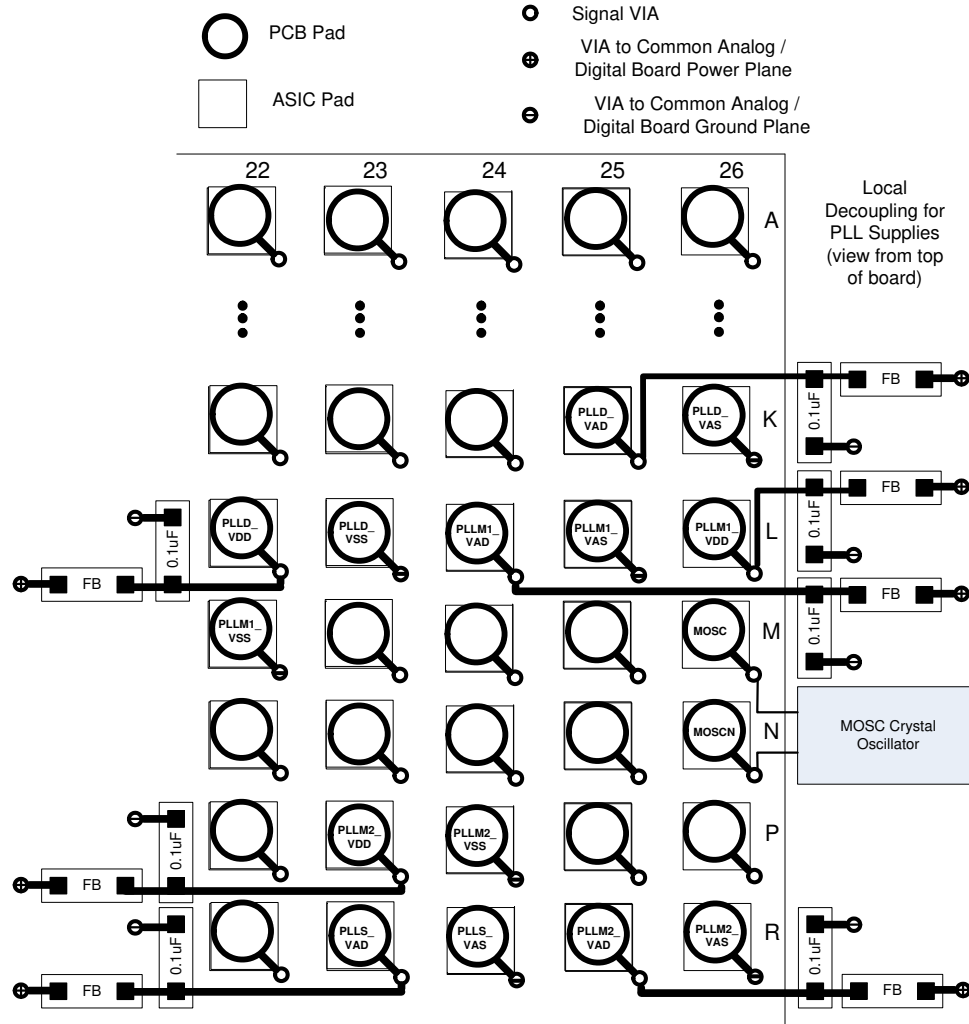 PCB Pad
ASIC Pad
Signal VIA
VIA to Common Analog /
Digital Board Power Plane
VIA to Common Analog /
Digital Board Ground Plane
22 23 24 25 26
A
Local
Decoupling for
PLL Supplies
(view from top
of board)
PLLD_
VAD
PLLD_
VAS
K
0.1uF
FB
PLLD_
VDD
PLLD_
VSS
PLLM1_
VAD
PLLM1_
VAS
PLLM1_
VDD
L
0.1uF
FB
0.1uF
FB
PLLM1_
VSS
MOSC
M
0.1uF
FB
MOSCN
N
MOSC Crystal
Oscillator
PLLM2_
VDD
PLLM2_
VSS
P
0.1uF
FB
PLLS_
VAD
PLLS_
VAS
PLLM2_
VAD
PLLM2_
VAS
R
0.1uF
FB
0.1uF
FB